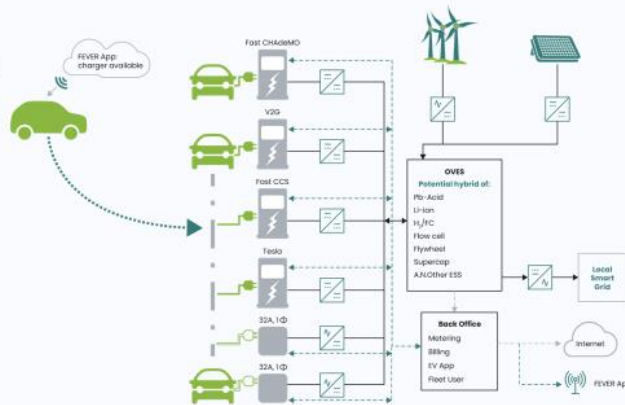 FEVER App:
charger available
Fast CHAdeMO
V2G
Fast CCS
Tesla
32A, 1Φ
32A, 1Φ
OVES
Potential hybrid of:
Pb-Acid
Li-ion
H₂/FC
Flow cell
Flywheel
Supercap
A.N.Other ESS
Local
Smart
Grid
Back Office
Metering
Billing
EV App
Fleet User
Internet
FEVER Ap